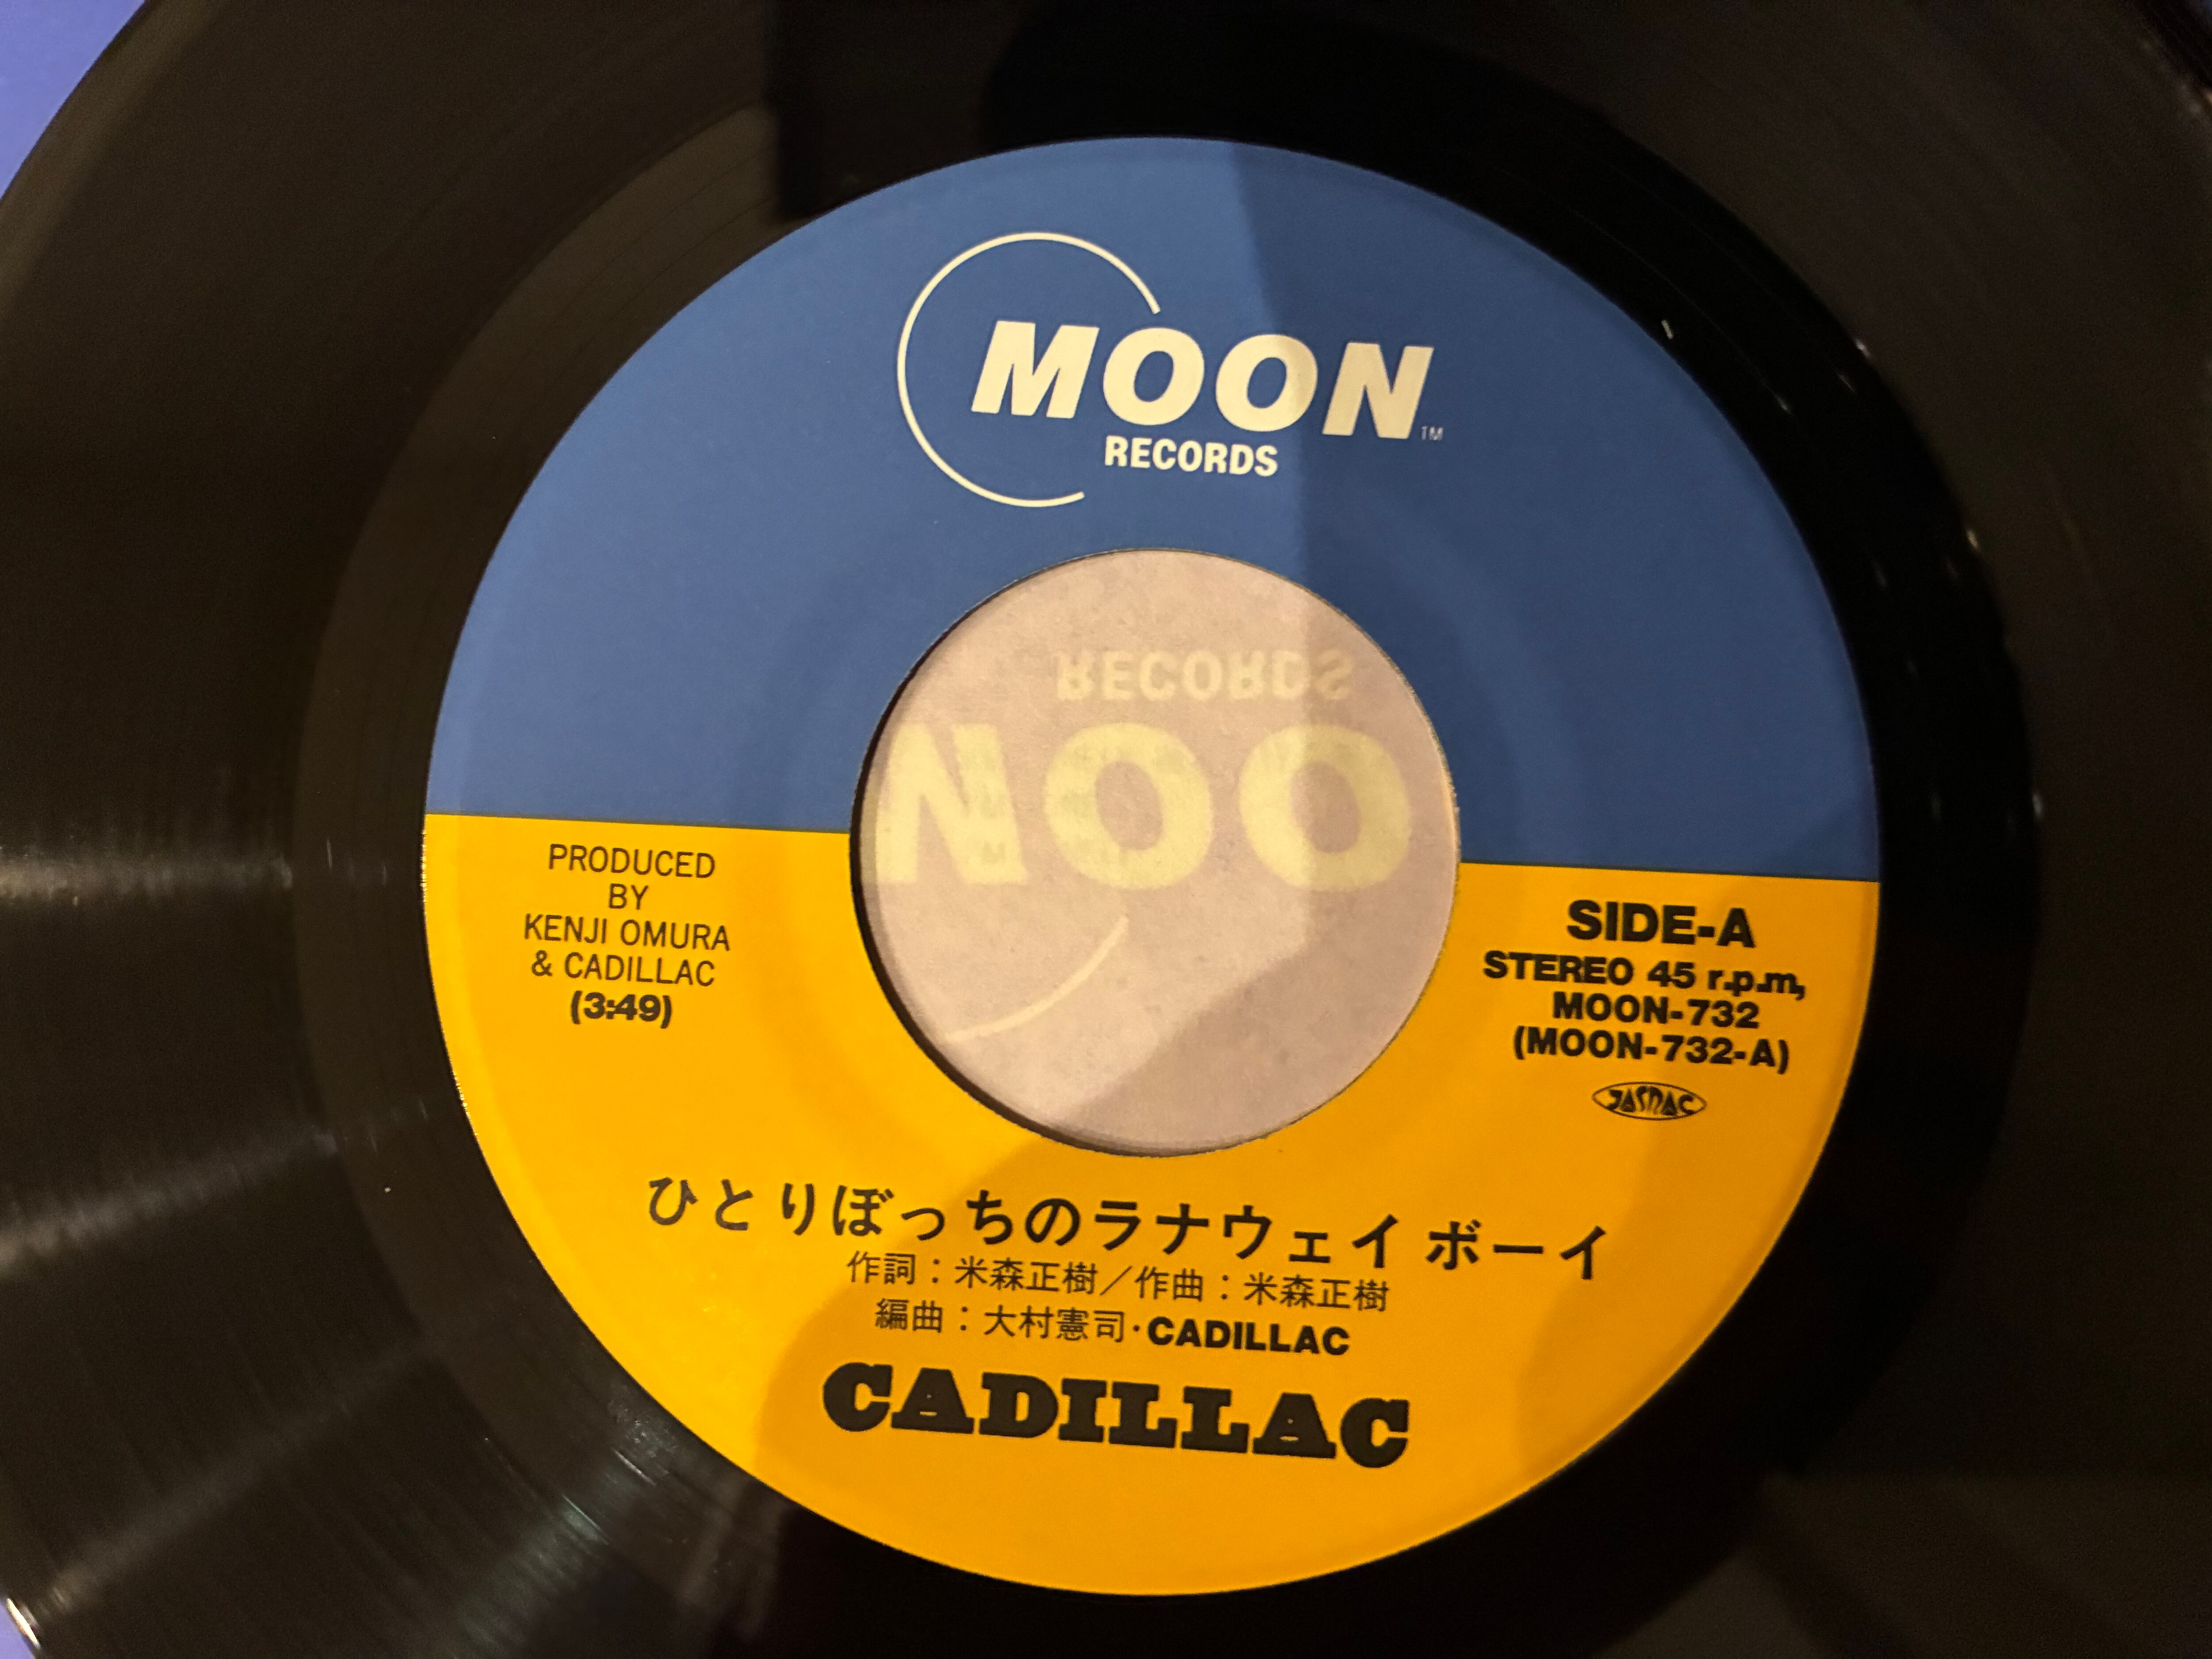 MOON
TM
RECORDS
RECORDS
MOON
PRODUCED
BY
KENJI OMURA
& CADILLAC
(3:49)
SIDE-A
STEREO 45 r.p.m,
MOON-732
(MOON-732-A)
JASRAC
ひとりぼっちのラナウェイ ボーイ
作詞：米森正樹／作曲：米森正樹
編曲：大村憲司·CADILLAC
CADILLAC